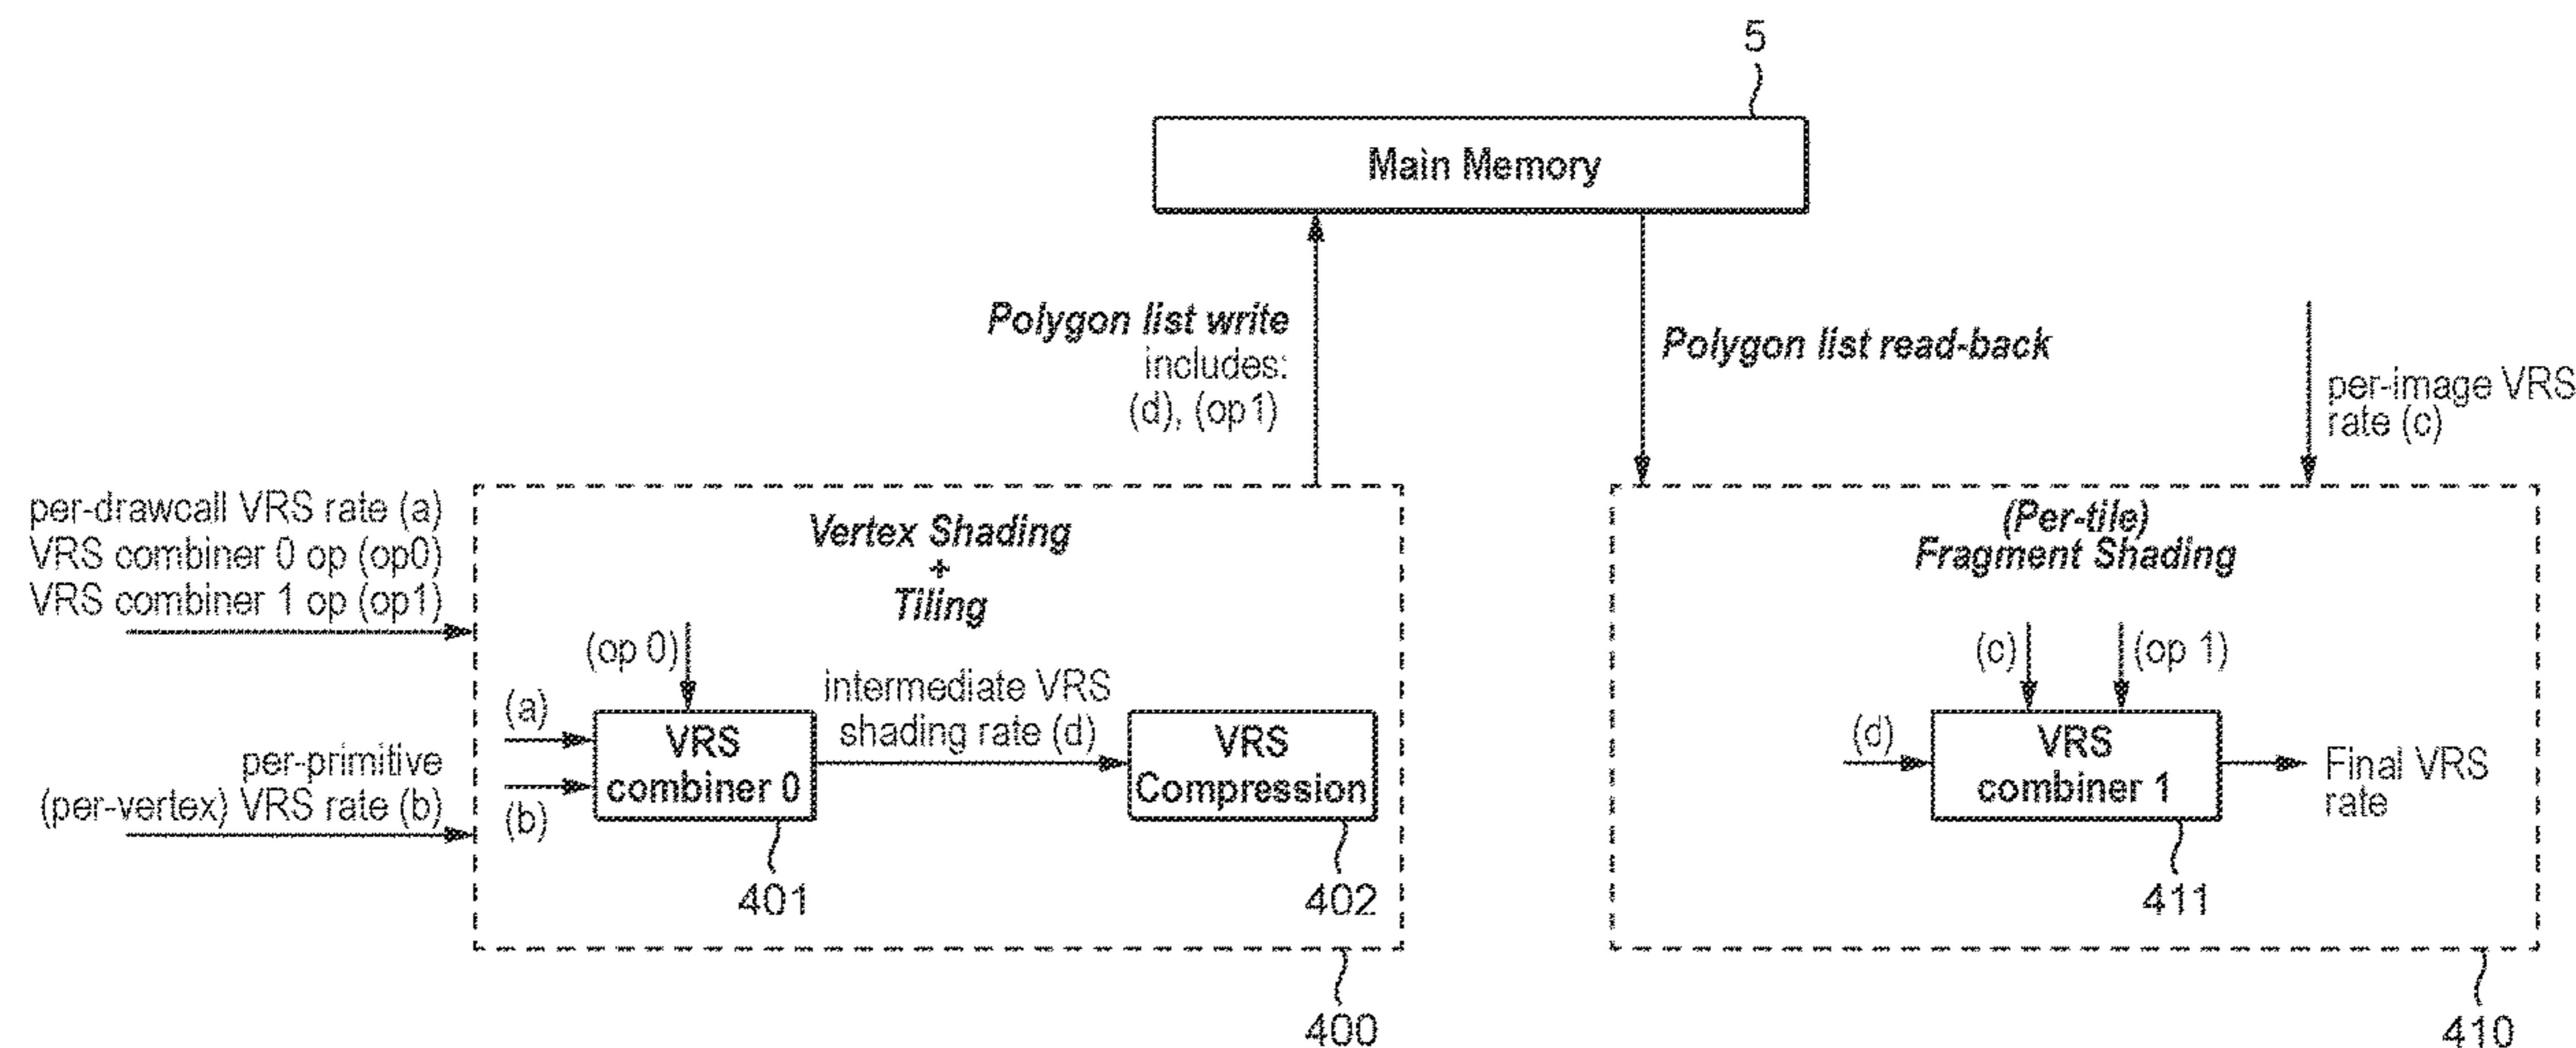 5
Main Memory
Polygon list write
includes:
(d), (op1)
Polygon list read-back
per-image VRS
rate (c)
per-drawcall VRS rate (a)
VRS combiner 0 op (op0)
VRS combiner 1 op (op1)
per-primitive
(per-vertex) VRS rate (b)
Vertex Shading
+
Tiling
(op 0)
(a)
(b)
VRS
combiner 0
intermediate VRS
shading rate (d)
VRS
Compression
401
402
400
(Per-tile)
Fragment Shading
(c)
(op 1)
(d)
VRS
combiner 1
Final VRS
rate
411
410